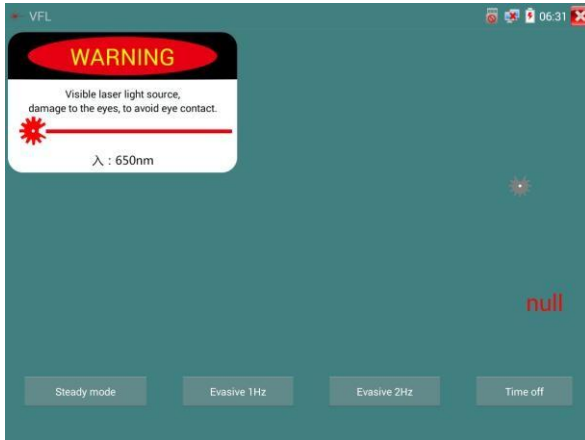 VFL
06:31
WARNING
Visible laser light source,
damage to the eyes, to avoid eye contact.
入 : 650nm
null
Steady mode
Evasive 1Hz
Evasive 2Hz
Time off